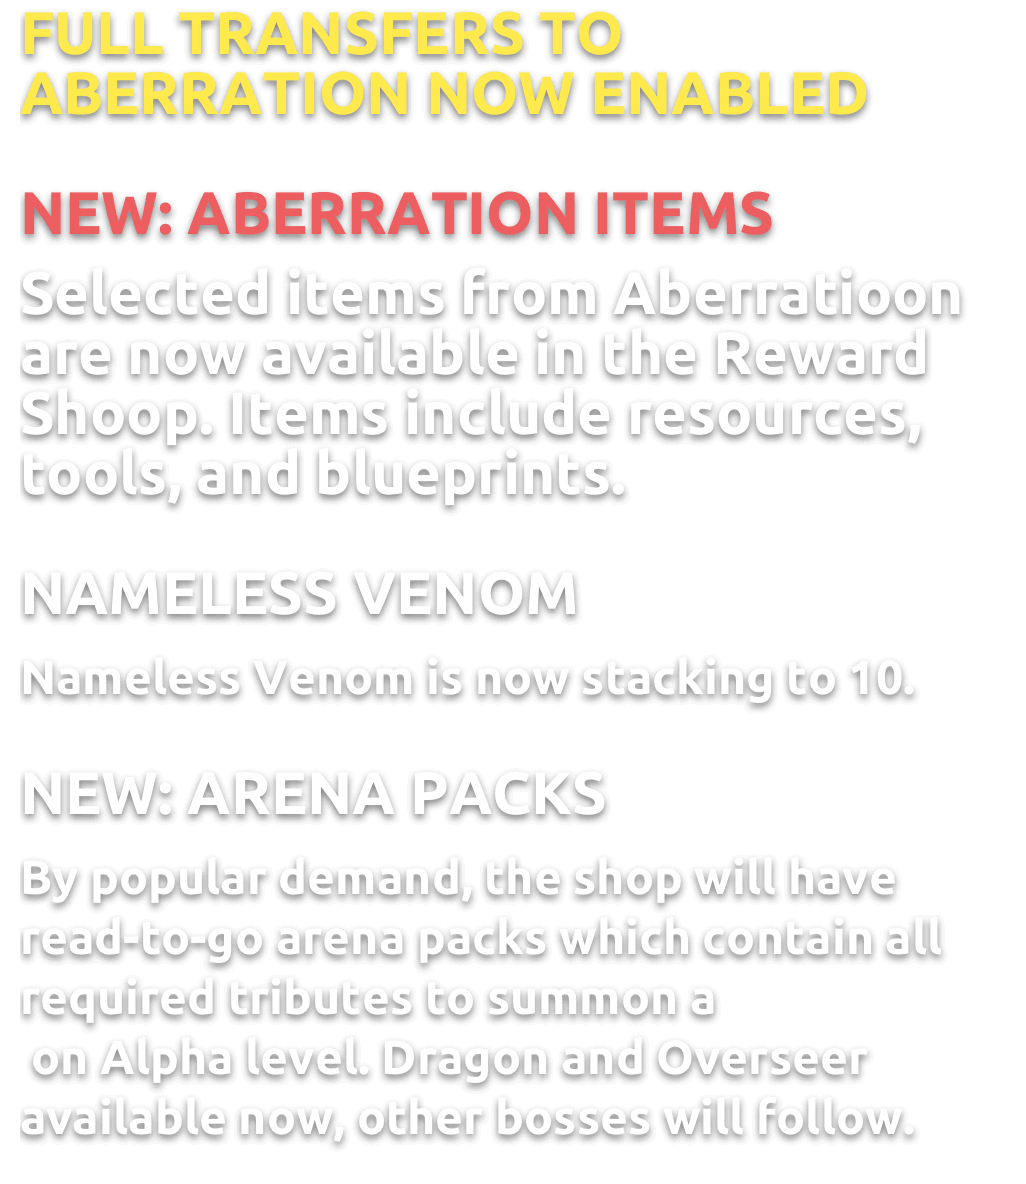 FULL TRANSFERS TO
ABERRATION NOW ENABLED
NEW: ABERRATION ITEMS
Selected items from Aberratioon
are now available in the Reward
Shoop. Items include resources,
tools, and blueprints.
NAMELESS VENOM
Nameless Venom is now stacking to 10.
NEW: ARENA PACKS
By popular demand, the shop will have
read-to-go arena packs which contain all
required tributes to summon a
on Alpha level. Dragon and Overseer
available now, other bosses will follow.